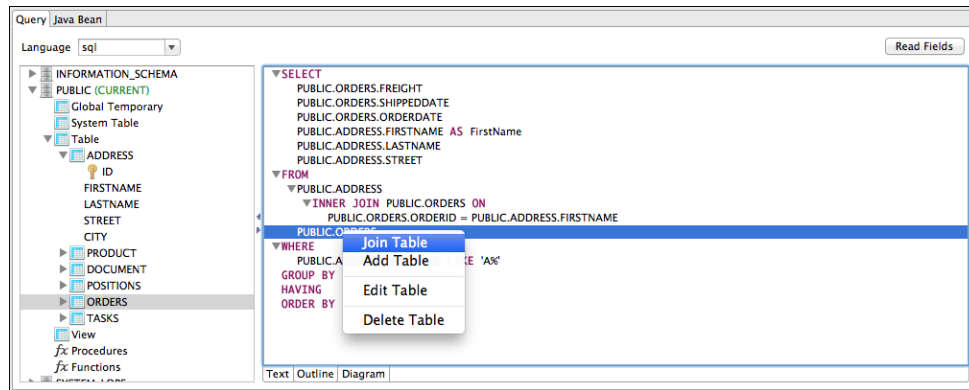 Query Java Bean
Language sql
Read Fields
INFORMATION_SCHEMA
PUBLIC (CURRENT)
Global Temporary
System Table
Table
ADDRESS
ID
FIRSTNAME
LASTNAME
STREET
CITY
PRODUCT
DOCUMENT
POSITIONS
ORDERS
TASKS
View
fx Procedures
fx Functions
SELECT
PUBLIC.ORDERS.FREIGHT
PUBLIC.ORDERS.SHIPPEDDATE
PUBLIC.ORDERS.ORDERDATE
PUBLIC.ADDRESS.FIRSTNAME AS FirstName
PUBLIC.ADDRESS.LASTNAME
PUBLIC.ADDRESS.STREET
FROM
PUBLIC.ADDRESS
INNER JOIN PUBLIC.ORDERS ON
PUBLIC.ORDERS.ORDERID = PUBLIC.ADDRESS.FIRSTNAME
PUBLIC.ORDERS
WHERE
PUBLIC.A KE 'A%'
GROUP BY
HAVING
ORDER BY
Join Table
Add Table
Edit Table
Delete Table
Text Outline Diagram